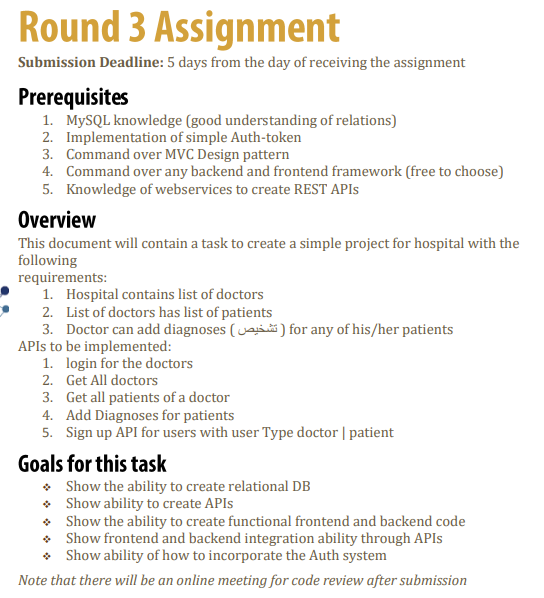 Round 3 Assignment
Submission Deadline: 5 days from the day of receiving the assignment
Prerequisites
1. MySQL knowledge (good understanding of relations)
2. Implementation of simple Auth-token
3. Command over MVC Design pattern
4. Command over any backend and frontend framework (free to choose)
5. Knowledge of webservices to create REST APIs
Overview
This document will contain a task to create a simple project for hospital with the
following
requirements:
1. Hospital contains list of doctors
2. List of doctors has list of patients
3. Doctor can add diagnoses ( تشخيص ) for any of his/her patients
APIs to be implemented:
1. login for the doctors
2. Get All doctors
3. Get all patients of a doctor
4. Add Diagnoses for patients
5. Sign up API for users with user Type doctor | patient
Goals for this task
❖ Show the ability to create relational DB
❖ Show ability to create APIs
❖ Show the ability to create functional frontend and backend code
❖ Show frontend and backend integration ability through APIs
❖ Show ability of how to incorporate the Auth system
Note that there will be an online meeting for code review after submission